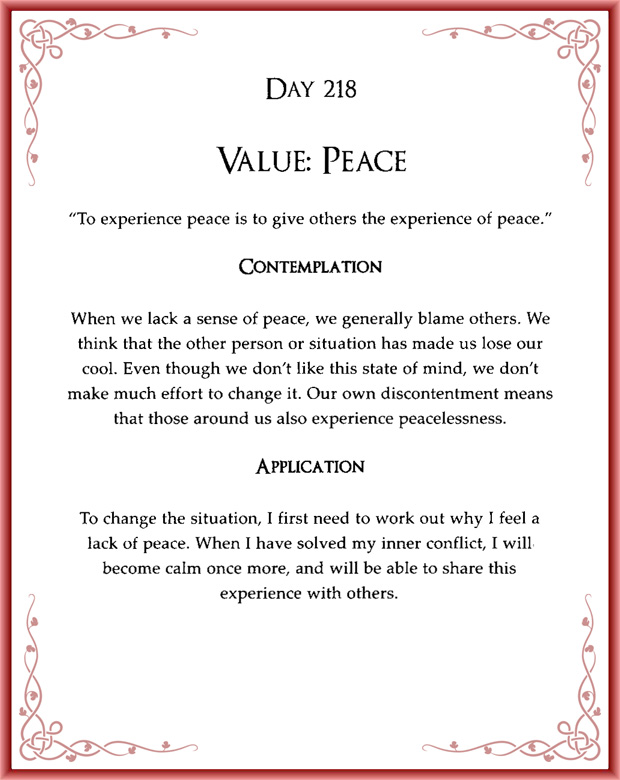 Day 218
Value: Peace
"To experience peace is to give others the experience of peace."
Contemplation
When we lack a sense of peace, we generally blame others. We
think that the other person or situation has made us lose our
cool. Even though we don't like this state of mind, we don't
make much effort to change it. Our own discontentment means
that those around us also experience peacelessness.
Application
To change the situation, I first need to work out why I feel a
lack of peace. When I have solved my inner conflict, I will
become calm once more, and will be able to share this
experience with others.